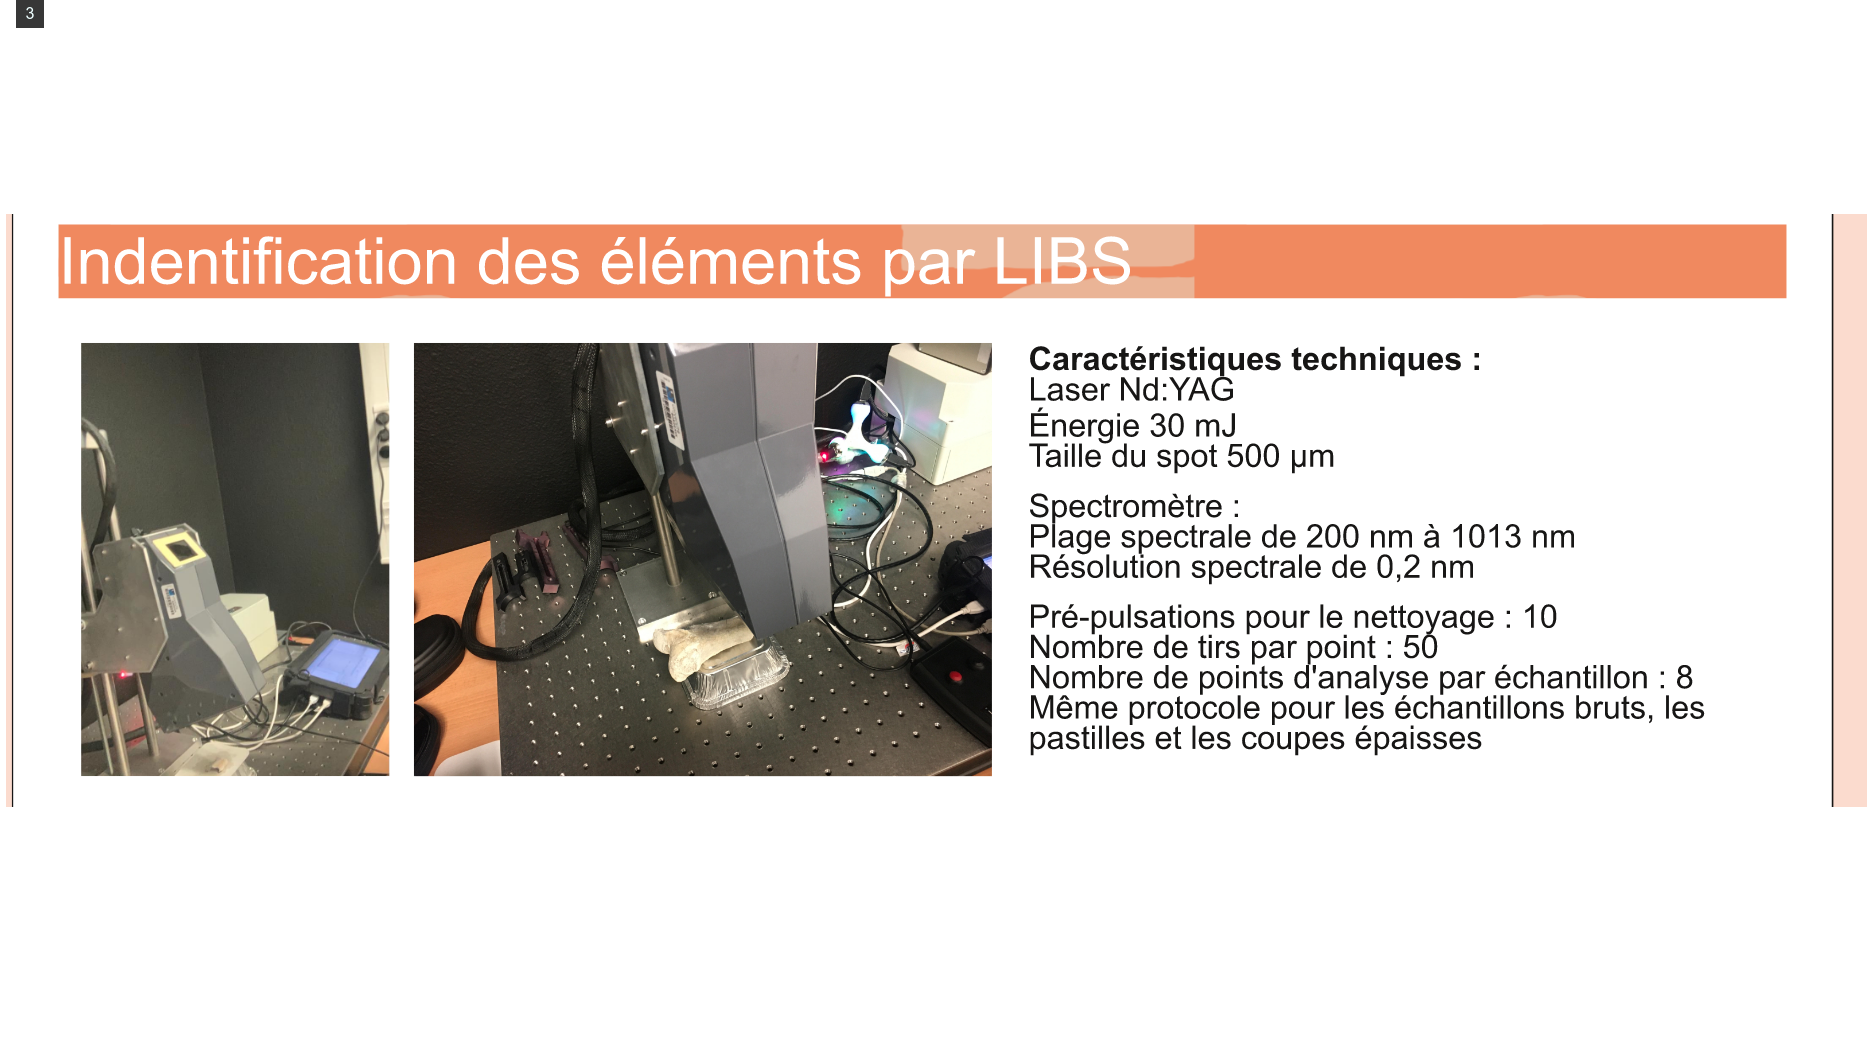 3
Indentification des éléments par LIBS
Caractéristiques techniques :
Laser Nd:YAG
Énergie 30 mJ
Taille du spot 500 µm
Spectromètre :
Plage spectrale de 200 nm à 1013 nm
Résolution spectrale de 0,2 nm
Pré-pulsations pour le nettoyage : 10
Nombre de tirs par point : 50
Nombre de points d'analyse par échantillon : 8
Même protocole pour les échantillons bruts, les
pastilles et les coupes épaisses